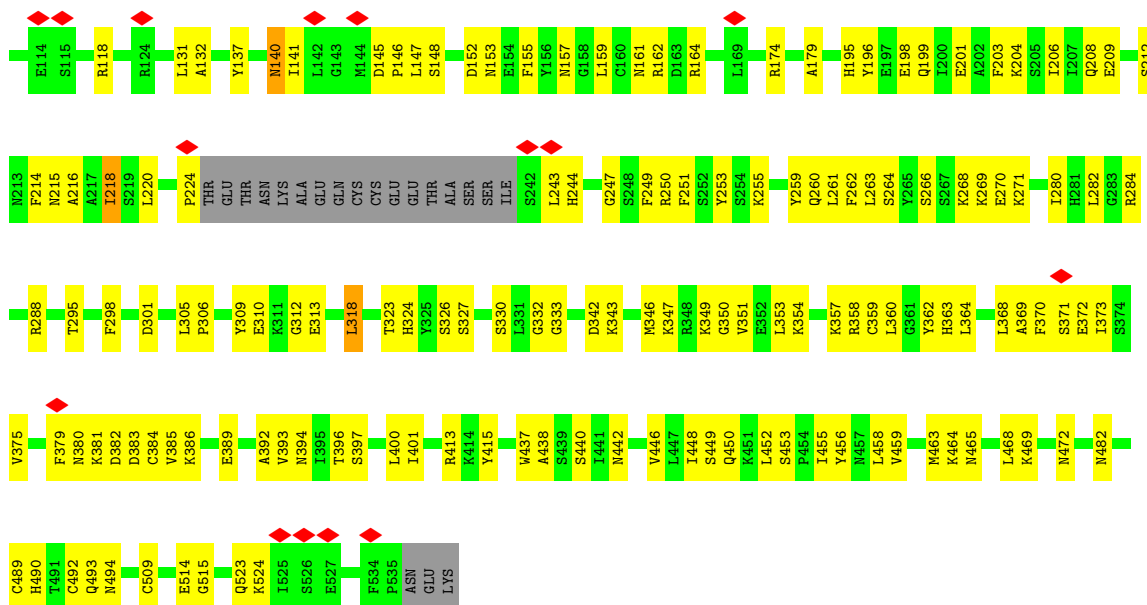 E114 S115 R118 R124 L131 A132 Y137 N140 I141 L142 G143 M144 D145 P146 L147 S148 D152 N153 E154 F155 Y156 N157 G158 L159 C160 N161 R162 D163 R164 L169 R174 A179 H195 Y196 E197 E198 Q199 I200 E201 A202 F203 K204 S205 I206 I207 Q208 E209 S212
N213 F214 N215 A216 A217 I218 S219 L220 P224 THR GLU THR ASN LYS ALA GLU GLN CYS CYS GLU GLU THR ALA SER SER ILE S242 L243 H244 G247 S248 F249 R250 F251 S252 Y253 S254 K255 Y259 Q260 L261 F262 L263 S264 Y265 S266 S267 K268 K269 E270 K271 I280 H281 L282 G283 R284
R288 T295 F298 D301 L305 P306 Y309 E310 K311 G312 E313 L318 T323 H324 Y325 S326 S327 S330 L331 G332 G333 D342 K343 M346 K347 R348 K349 G350 V351 E352 L353 K354 K357 R358 C359 L360 G361 Y362 H363 L364 L368 A369 F370 S371 E372 I373 S374
V375 F379 N380 K381 D382 D383 C384 V385 K386 E389 A392 V393 N394 I395 T396 S397 L400 I401 R413 K414 Y415 W437 A438 S439 S440 I441 N442 V446 L447 I448 S449 Q450 K451 L452 S453 P454 I455 Y456 N457 L458 V459 M463 K464 N465 L468 K469 N472 N482
C489 H490 T491 C492 Q493 N494 C509 E514 G515 Q523 K524 I525 S526 E527 F534 P535 ASN GLU LYS